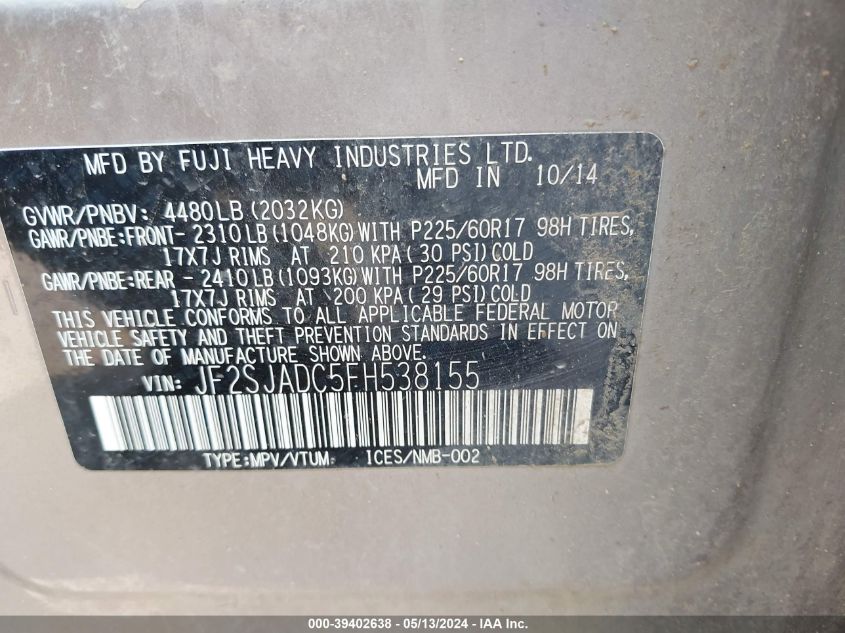 MFD BY FUJI HEAVY INDUSTRIES LTD.
MFD IN 10/14
GVWR/PNBV: 4480LB (2032KG)
GAWR/PNBE:FRONT- 2310LB (1048KG) WITH P225/60R17 98H TIRES,
17X7J RIMS AT 210 KPA (30 PSI) COLD
GAWR/PNBE:REAR - 2410LB (1093KG) WITH P225/60R17 98H TIRES,
17X7J RIMS AT 200 KPA (29 PSI) COLD
THIS VEHICLE CONFORMS TO ALL APPLICABLE FEDERAL MOTOR
VEHICLE SAFETY AND THEFT PREVENTION STANDARDS IN EFFECT ON
THE DATE OF MANUFACTURE SHOWN ABOVE.
VIN: JF2SJADC5FH538155
TYPE:MPV/VTUM: ICES/NMB-002
000-39402638 - 05/13/2024 - IAA Inc.